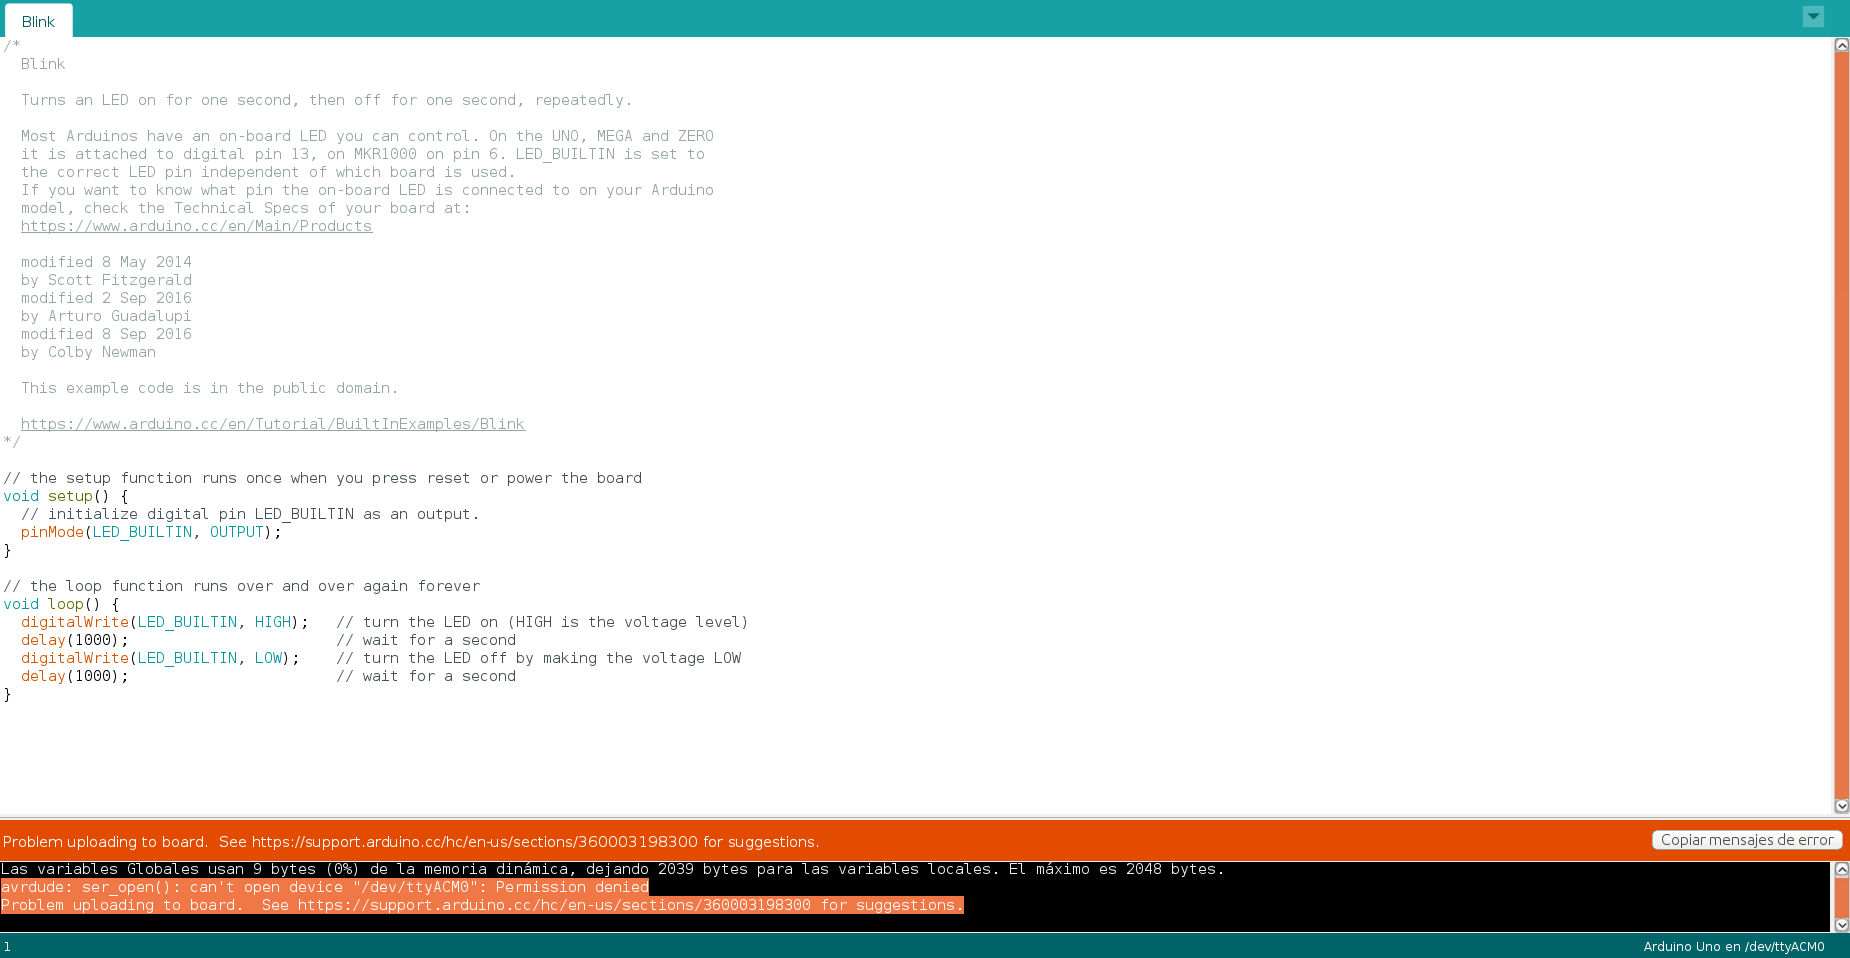 Blink
/*
  Blink

  Turns an LED on for one second, then off for one second, repeatedly.

  Most Arduinos have an on-board LED you can control. On the UNO, MEGA and ZERO
  it is attached to digital pin 13, on MKR1000 on pin 6. LED_BUILTIN is set to
  the correct LED pin independent of which board is used.
  If you want to know what pin the on-board LED is connected to on your Arduino
  model, check the Technical Specs of your board at:
  https://www.arduino.cc/en/Main/Products

  modified 8 May 2014
  by Scott Fitzgerald
  modified 2 Sep 2016
  by Arturo Guadalupi
  modified 8 Sep 2016
  by Colby Newman

  This example code is in the public domain.

  https://www.arduino.cc/en/Tutorial/BuiltInExamples/Blink
*/

// the setup function runs once when you press reset or power the board
void setup() {
  // initialize digital pin LED_BUILTIN as an output.
  pinMode(LED_BUILTIN, OUTPUT);
}

// the loop function runs over and over again forever
void loop() {
  digitalWrite(LED_BUILTIN, HIGH);   // turn the LED on (HIGH is the voltage level)
  delay(1000);                       // wait for a second
  digitalWrite(LED_BUILTIN, LOW);    // turn the LED off by making the voltage LOW
  delay(1000);                       // wait for a second
}
Problem uploading to board.  See https://support.arduino.cc/hc/en-us/sections/360003198300 for suggestions.
Copiar mensajes de error
Las variables Globales usan 9 bytes (0%) de la memoria dinámica, dejando 2039 bytes para las variables locales. El máximo es 2048 bytes.
avrdude: ser_open(): can't open device "/dev/ttyACM0": Permission denied
Problem uploading to board.  See https://support.arduino.cc/hc/en-us/sections/360003198300 for suggestions.
1
Arduino Uno en /dev/ttyACM0